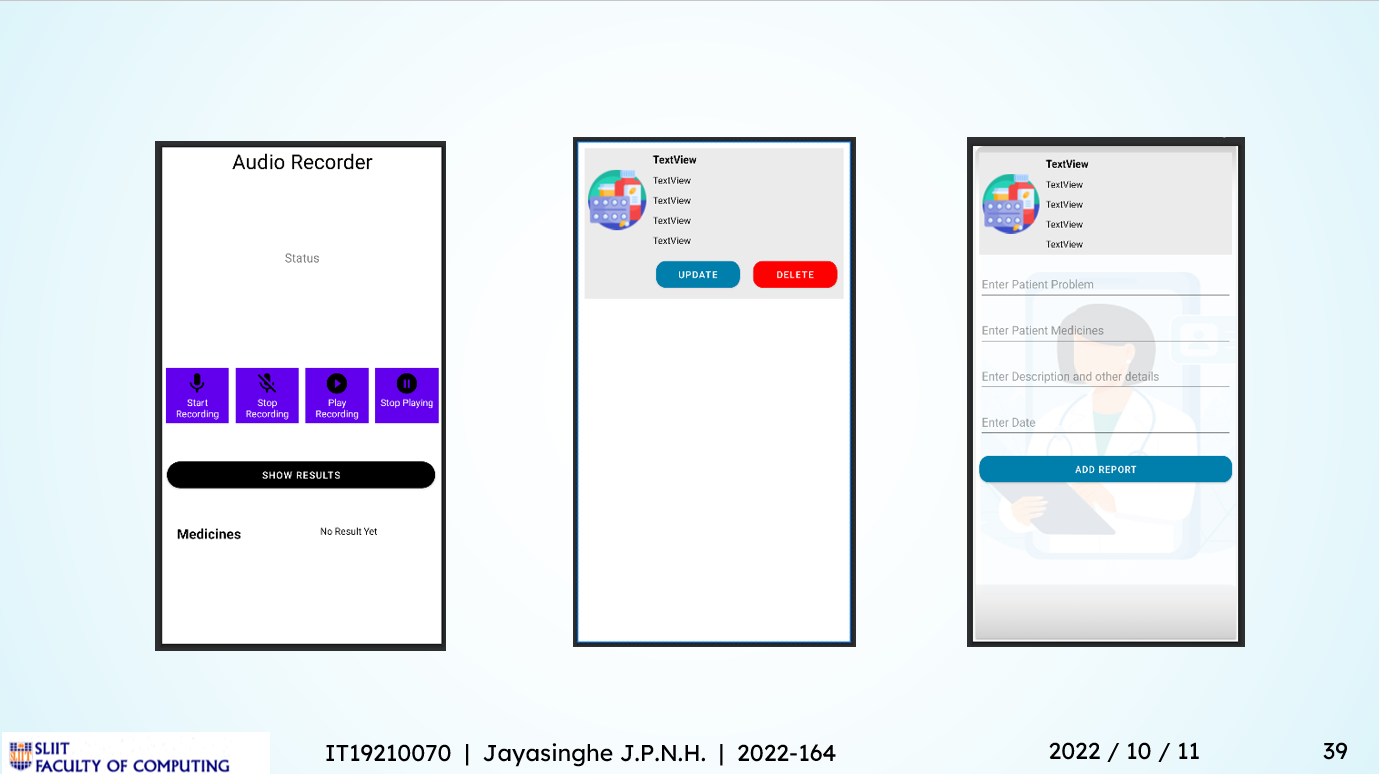 Audio Recorder
Status
Start
Recording
Stop
Recording
Play
Recording
Stop Playing
SHOW RESULTS
Medicines
No Result Yet
TextView
TextView
TextView
TextView
TextView
UPDATE
DELETE
TextView
TextView
TextView
TextView
TextView
Enter Patient Problem
Enter Patient Medicines
Enter Description and other details
Enter Date
ADD REPORT
SLIIT
FACULTY OF COMPUTING
IT19210070 | Jayasinghe J.P.N.H. | 2022-164
2022 / 10 / 11
39